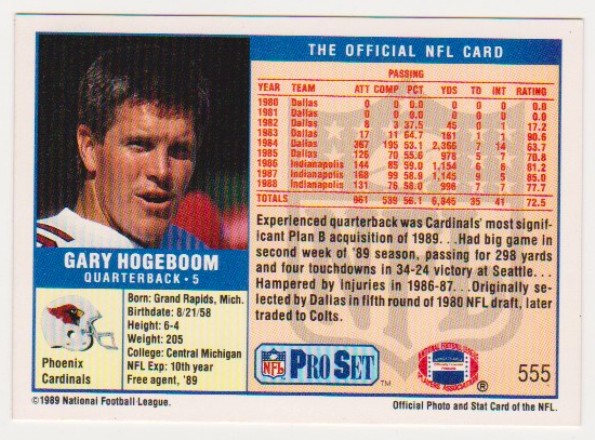 THE OFFICIAL NFL CARD
PASSING
YEAR TEAM ATT COMP PCT YDS TD INT RATING
1980 Dallas 0 0 0.0 0 0 0 0.0
1981 Dallas 0 0 0.0 0 0 0 0.0
1982 Dallas 8 3 37.5 45 0 1 17.2
1983 Dallas 17 11 64.7 161 1 1 90.6
1984 Dallas 367 195 53.1 2,366 7 14 63.7
1985 Dallas 126 70 55.6 978 5 7 70.8
1986 Indianapolis 144 85 59.0 1154 6 6 81.2
1987 Indianapolis 168 99 58.9 1145 9 5 85.0
1988 Indianapolis 131 76 58.0 996 7 7 77.7
TOTALS 961 539 56.1 6,845 35 41 72.5
Experienced quarterback was Cardinals' most signif-
icant Plan B acquisition of 1989. . .Had big game in
second week of '89 season, passing for 298 yards
and four touchdowns in 34-24 victory at Seattle. . .
Hampered by injuries in 1986-87. . .Originally se-
lected by Dallas in fifth round of 1980 NFL draft, later
traded to Colts.
GARY HOGEBOOM
QUARTERBACK • 5
Phoenix
Cardinals
Born: Grand Rapids, Mich.
Birthdate: 8/21/58
Height: 6-4
Weight: 205
College: Central Michigan
NFL Exp: 10th year
Free agent, '89
NFL PRO SET ™
®
555
©1989 National Football League.
Official Photo and Stat Card of the NFL.